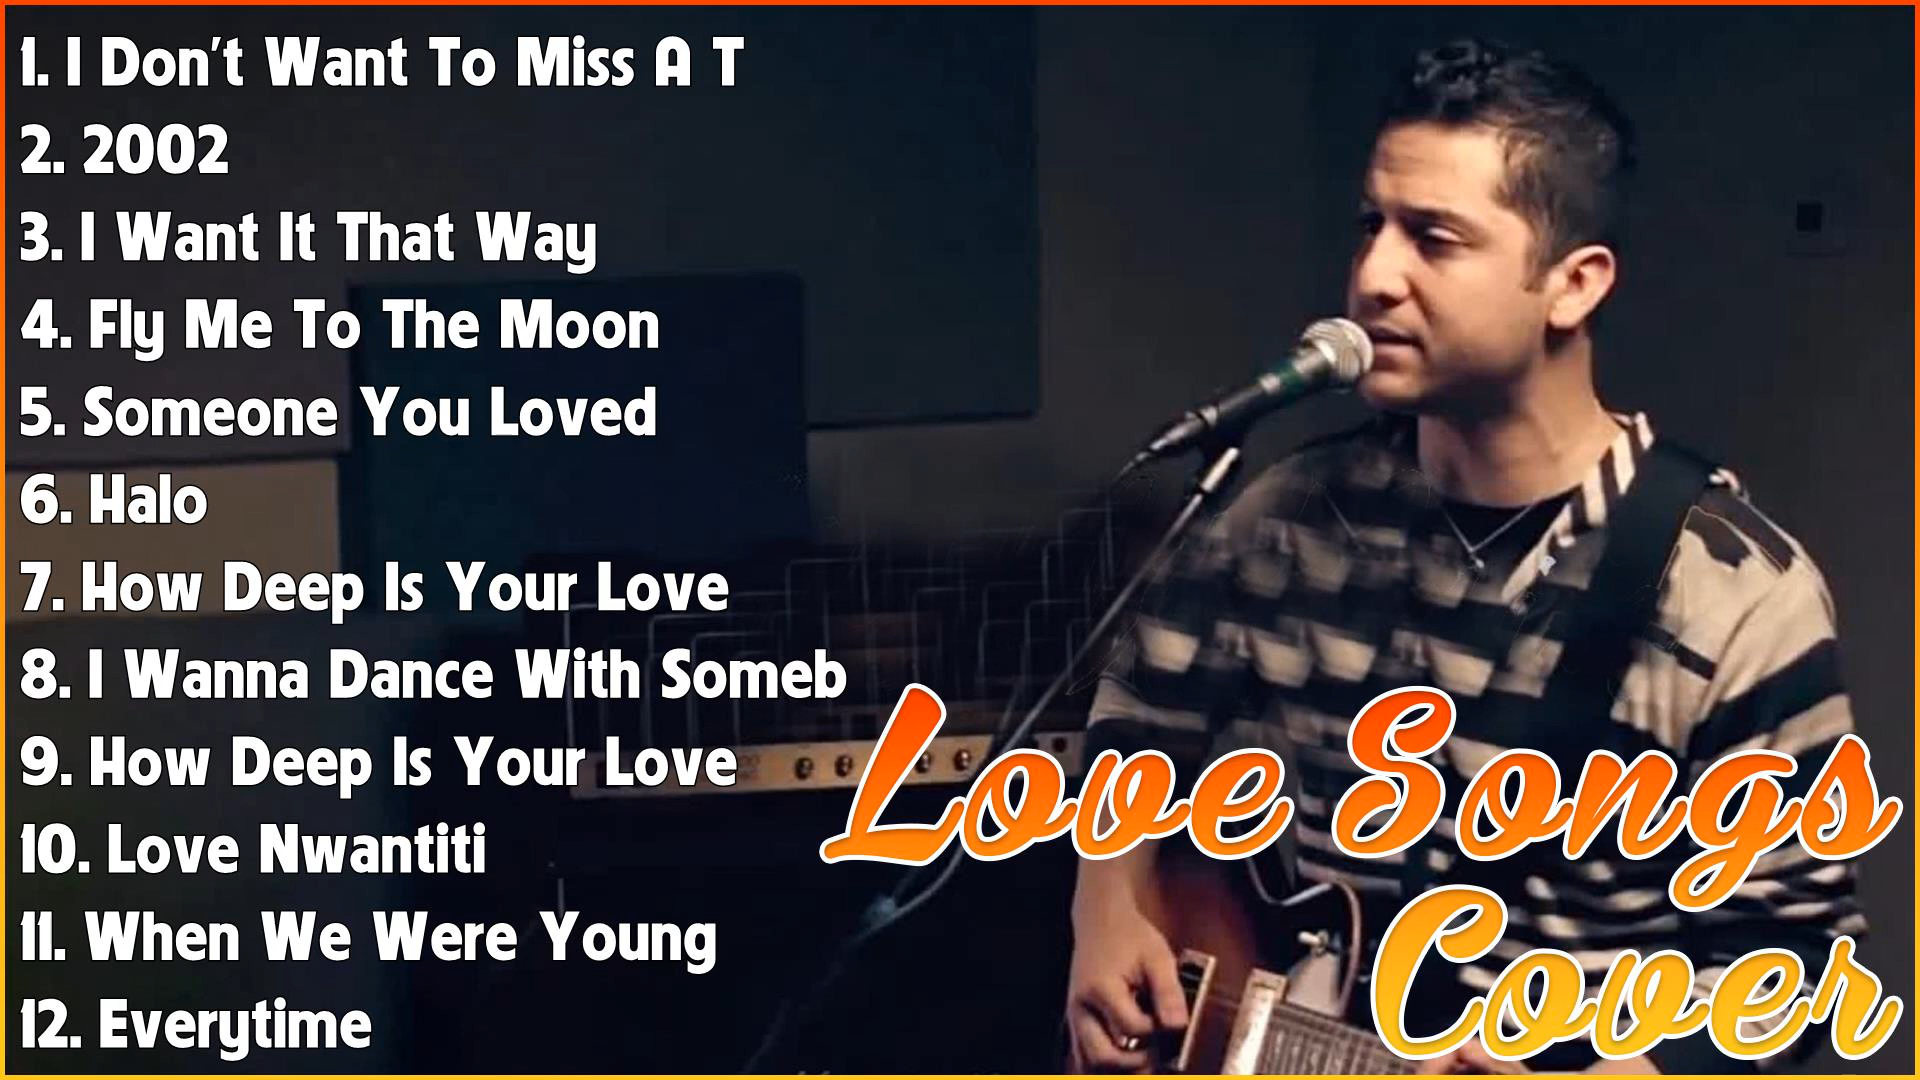 1. I Don't Want To Miss A T
2. 2002
3. I Want It That Way
4. Fly Me To The Moon
5. Someone You Loved
6. Halo
7. How Deep Is Your Love
8. I Wanna Dance With Someb
9. How Deep Is Your Love
10. Love Nwantiti
11. When We Were Young
12. Everytime
Love Songs
Cover